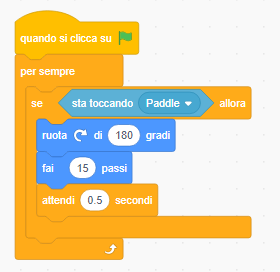 quando si clicca su
per sempre
se sta toccando Paddle allora
ruota di 180 gradi
fai 15 passi
attendi 0.5 secondi